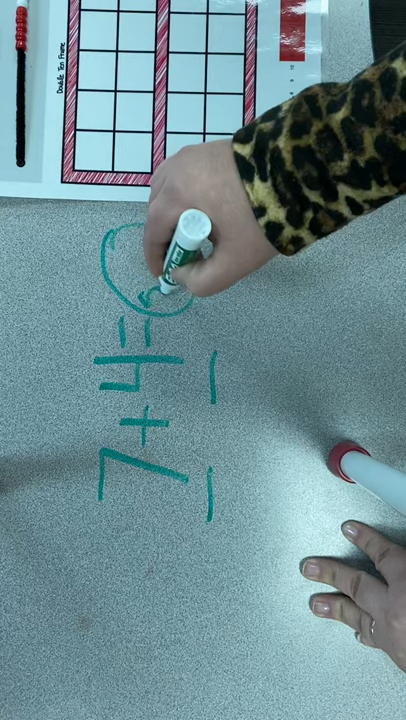 Double Ten Frame
7 + 4 =
_ _